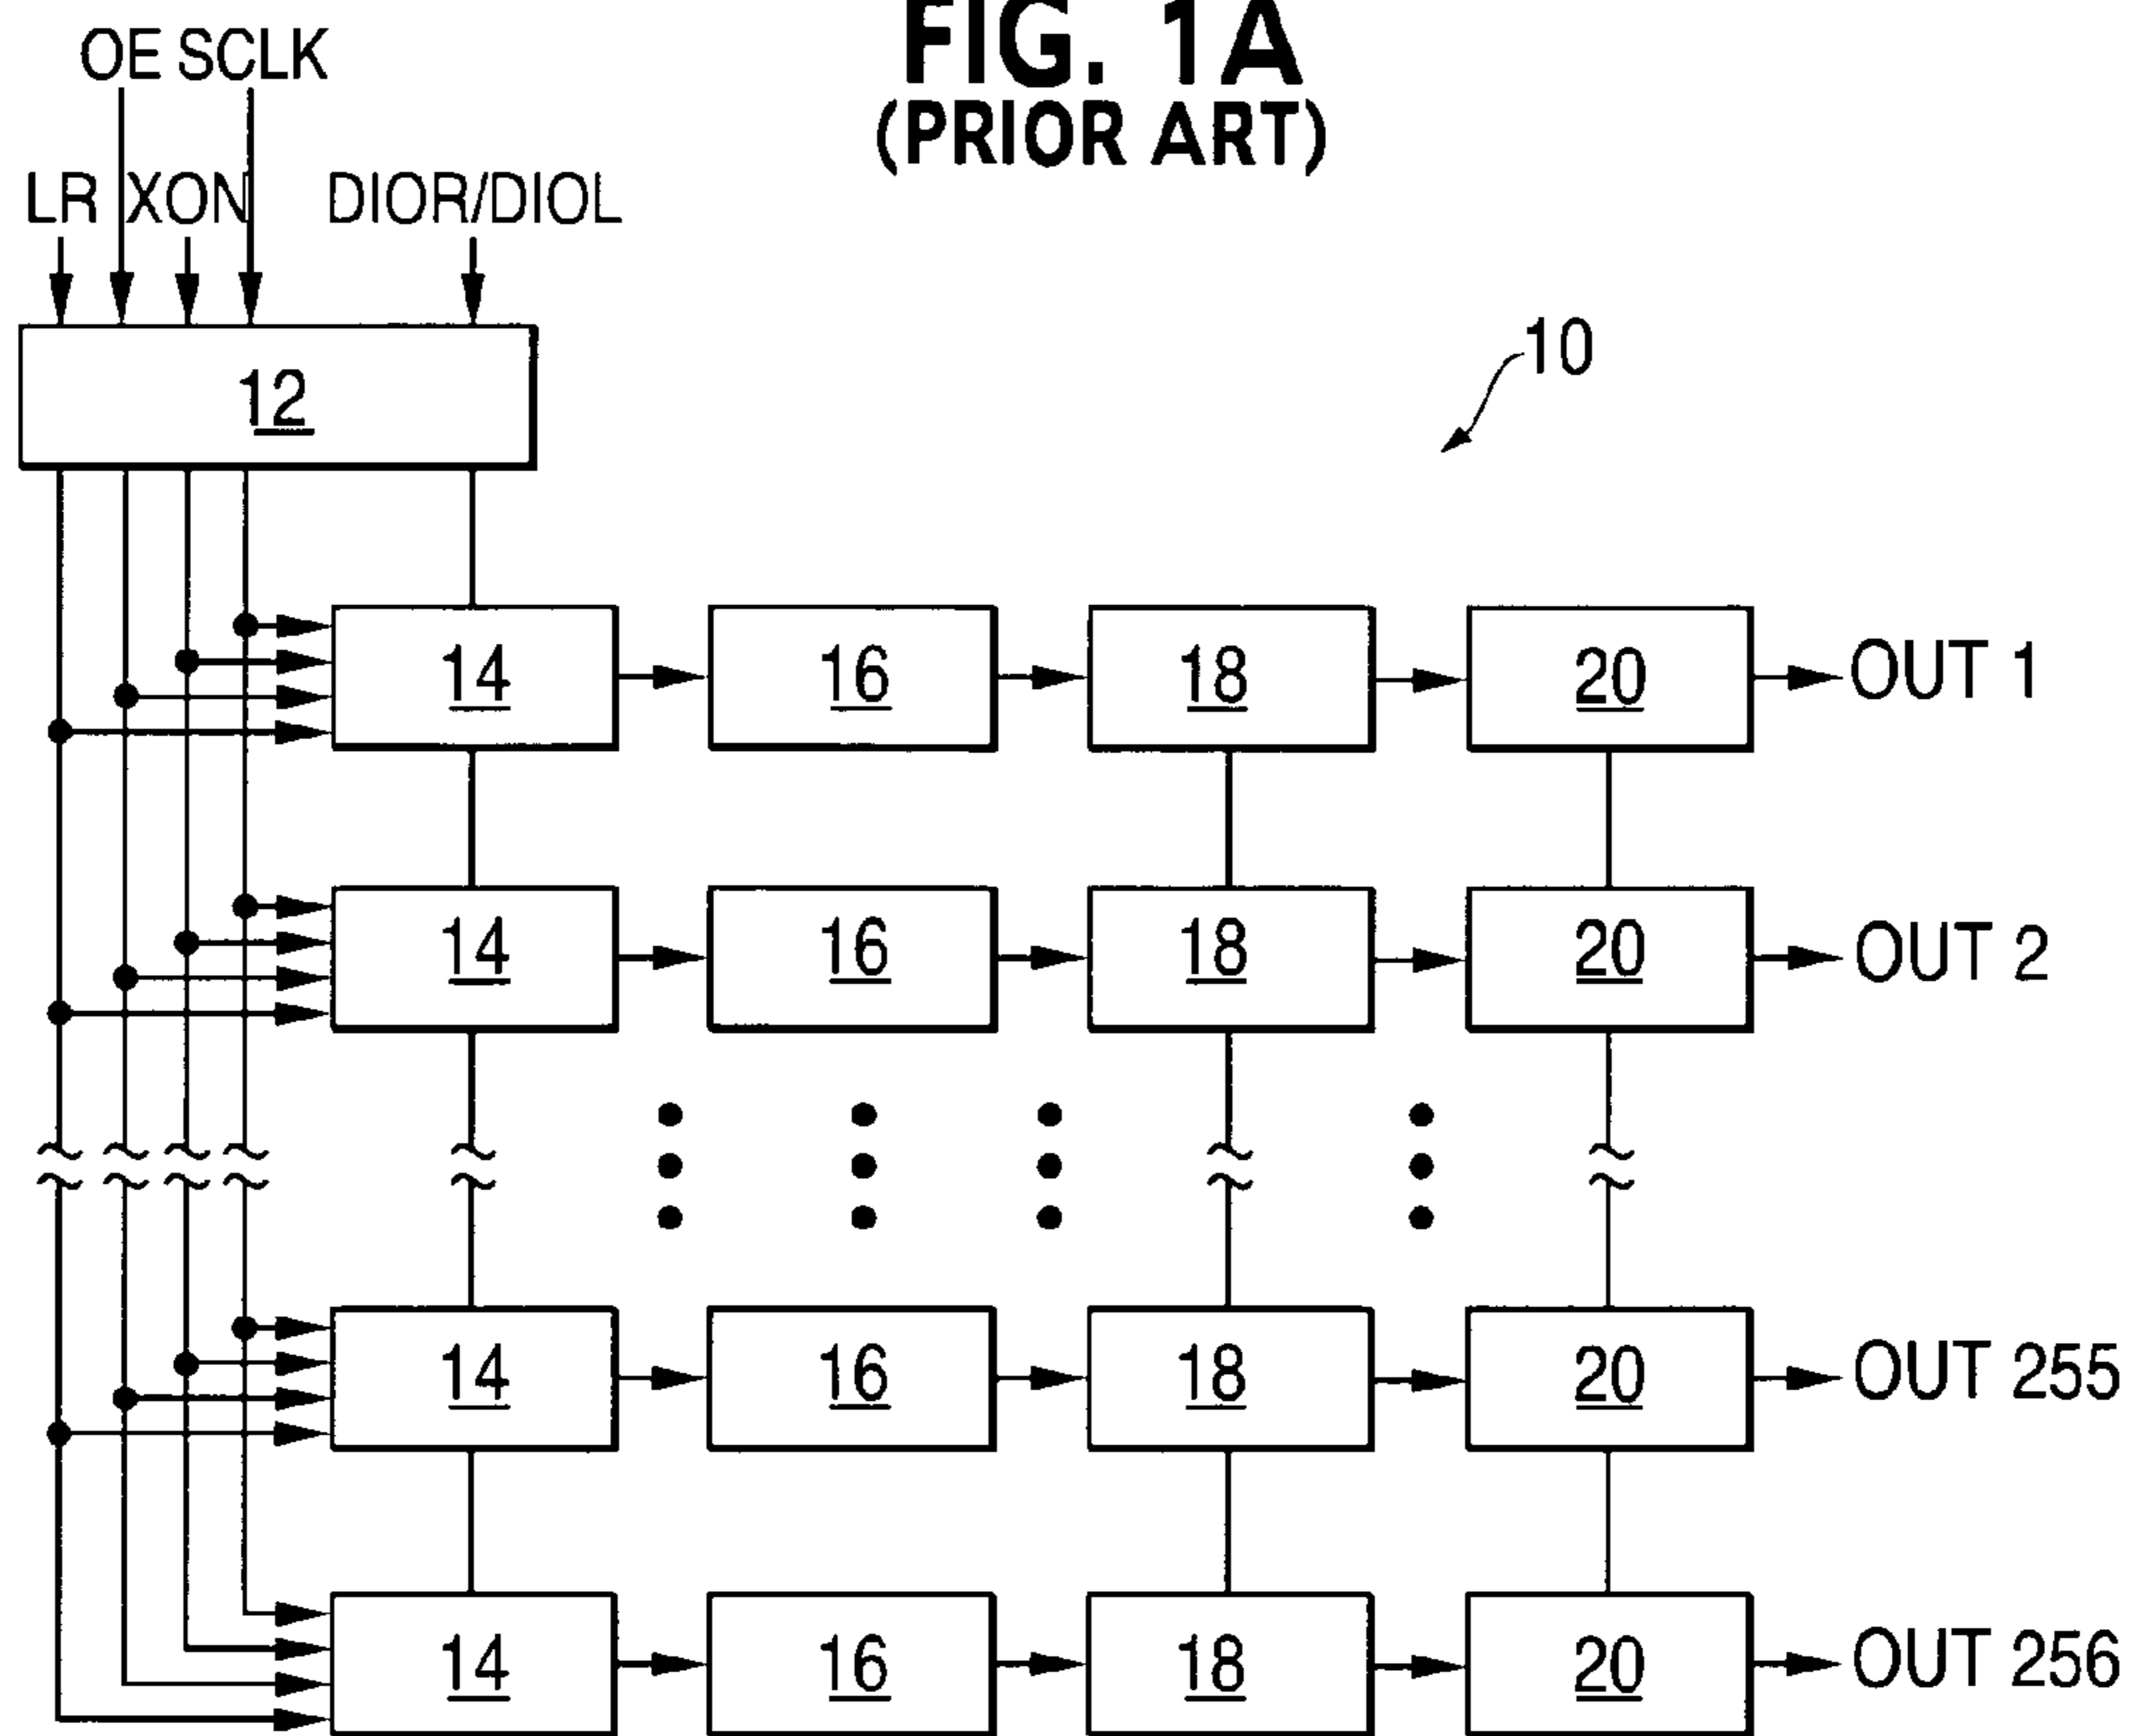 FIG. 1A
(PRIOR ART)
OE SCLK
LR XON DIOR/DIOL
12
10
14 16 18 20 OUT 1
14 16 18 20 OUT 2
14 16 18 20 OUT 255
14 16 18 20 OUT 256